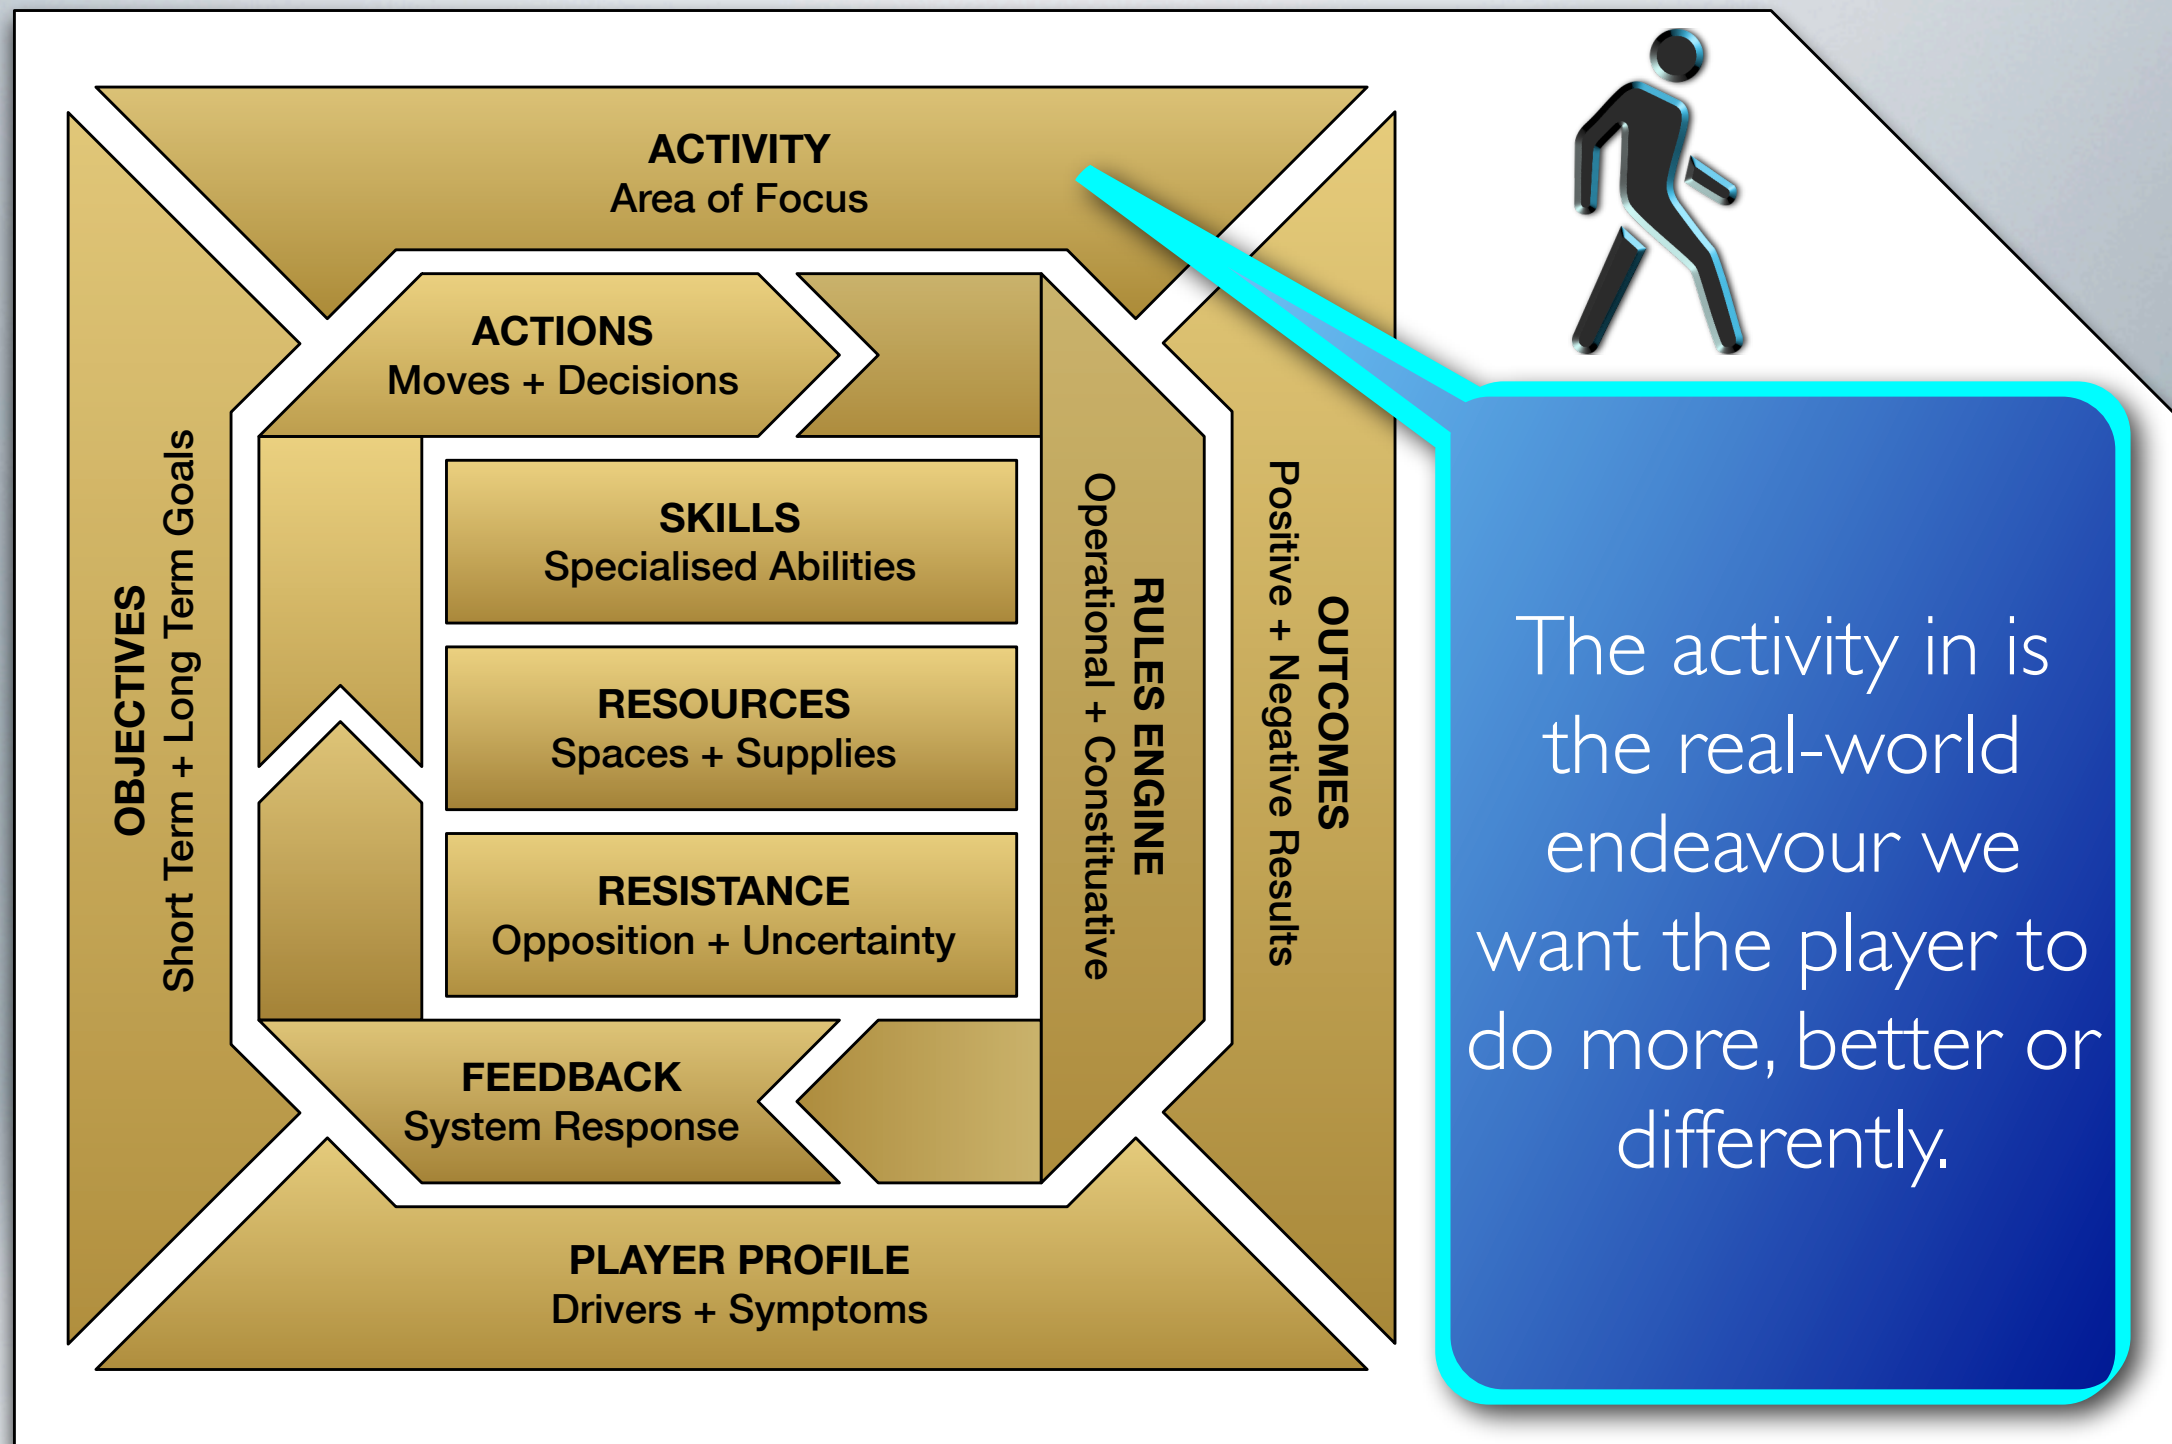 ACTIVITY
Area of Focus
ACTIONS
Moves + Decisions
SKILLS
Specialised Abilities
RESOURCES
Spaces + Supplies
RESISTANCE
Opposition + Uncertainty
FEEDBACK
System Response
PLAYER PROFILE
Drivers + Symptoms
OBJECTIVES
Short Term + Long Term Goals
RULES ENGINE
Operational + Constituative
OUTCOMES
Positive + Negative Results
The activity in is
the real-world
endeavour we
want the player to
do more, better or
differently.